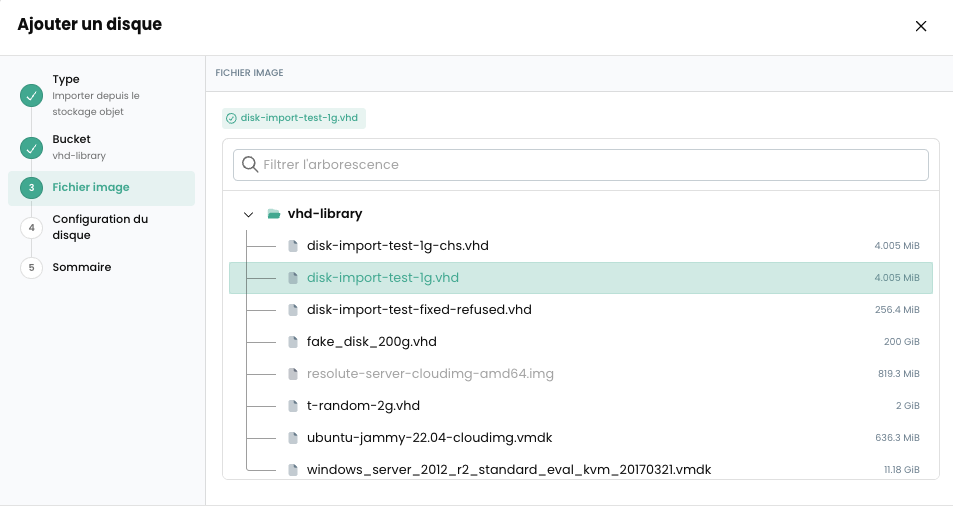 Ajouter un disque
Type
Importer depuis le
stockage objet
Bucket
vhd-library
3
Fichier image
4
Configuration du
disque
5
Sommaire
FICHIER IMAGE
disk-import-test-1g.vhd
Filtrer l'arborescence
vhd-library
disk-import-test-1g-chs.vhd 4.005 MiB
disk-import-test-1g.vhd 4.005 MiB
disk-import-test-fixed-refused.vhd 256.4 MiB
fake_disk_200g.vhd 200 GiB
resolute-server-cloudimg-amd64.img 819.3 MiB
t-random-2g.vhd 2 GiB
ubuntu-jammy-22.04-cloudimg.vmdk 636.3 MiB
windows_server_2012_r2_standard_eval_kvm_20170321.vmdk 11.18 GiB